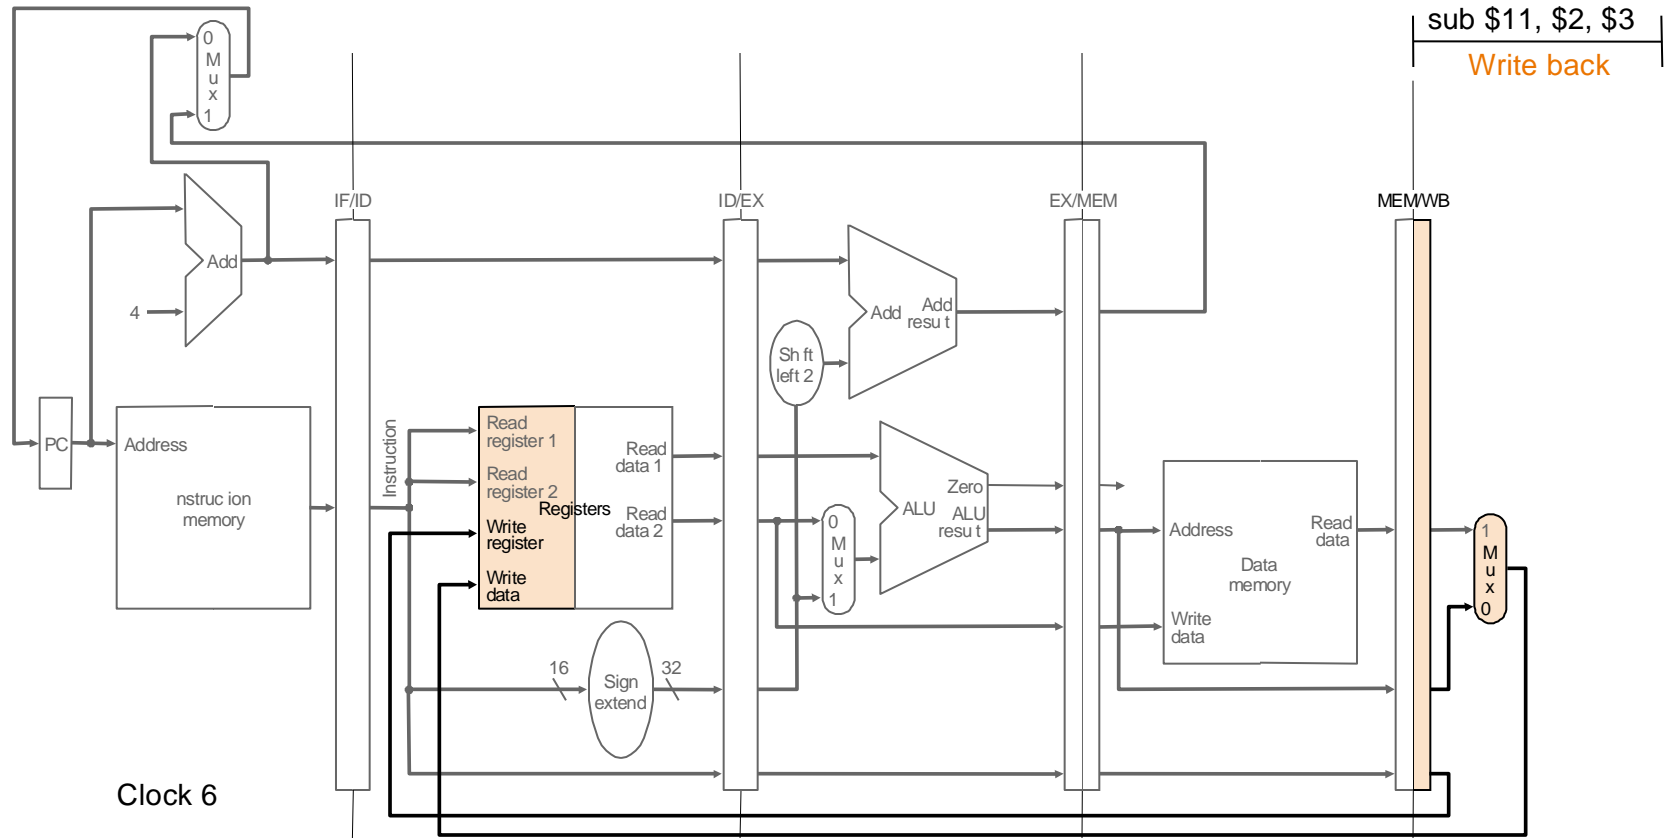 sub $11, $2, $3
Write back
0
M
u
x
1
IF/ID
ID/EX
EX/MEM
MEM/WB
Add
4
Add
Add
resu t
Sh ft
left 2
PC
Address
nstruc ion
memory
Instruction
Read
register 1
Read
register 2
Registers
Write
register
Write
data
Read
data 1
Read
data 2
0
M
u
x
1
Zero
ALU
ALU
resu t
Address
Read
data
Data
memory
Write
data
1
M
u
x
0
16
Sign
extend
32
Clock 6